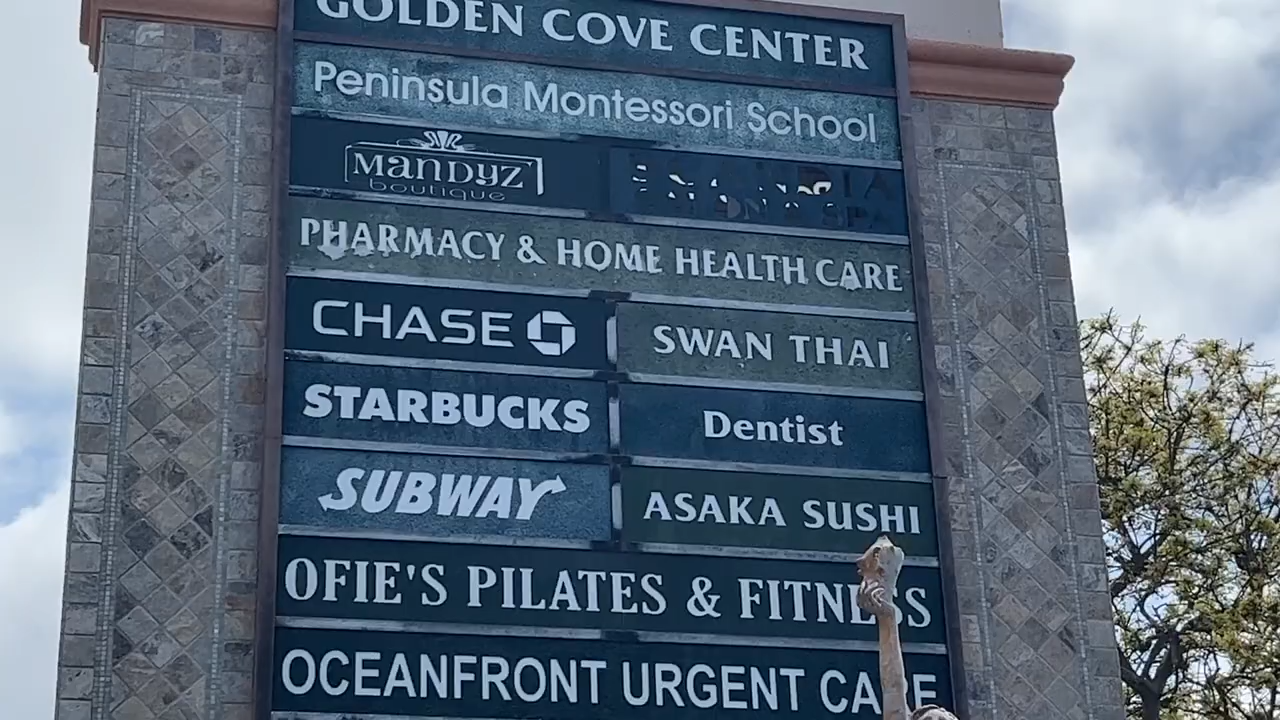 GOLDEN COVE CENTER
Peninsula Montessori School
MANDYZ
boutique
PHARMACY & HOME HEALTH CARE
CHASE
SWAN THAI
STARBUCKS
Dentist
SUBWAY
ASAKA SUSHI
OFIE'S PILATES & FITNESS
OCEANFRONT URGENT CARE